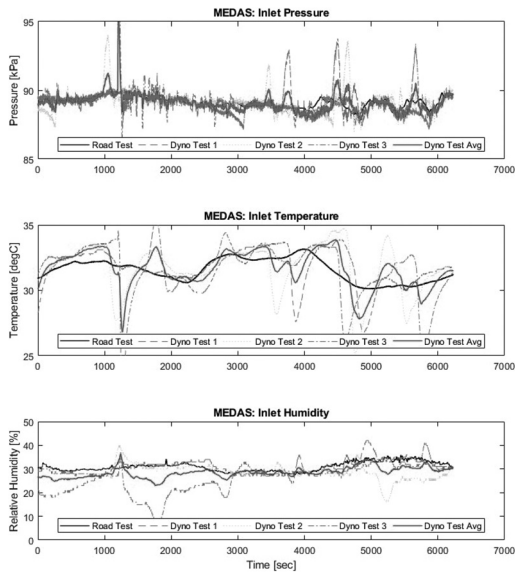 MEDAS: Inlet Pressure
95
90
85
Pressure [kPa]
Road Test Dyno Test 1 Dyno Test 2 Dyno Test 3 Dyno Test Avg
0 1000 2000 3000 4000 5000 6000 7000
MEDAS: Inlet Temperature
35
30
25
Temperature [degC]
Road Test Dyno Test 1 Dyno Test 2 Dyno Test 3 Dyno Test Avg
0 1000 2000 3000 4000 5000 6000 7000
MEDAS: Inlet Humidity
50
40
30
20
10
0
Relative Humidity [%]
Road Test Dyno Test 1 Dyno Test 2 Dyno Test 3 Dyno Test Avg
0 1000 2000 3000 4000 5000 6000 7000
Time [sec]